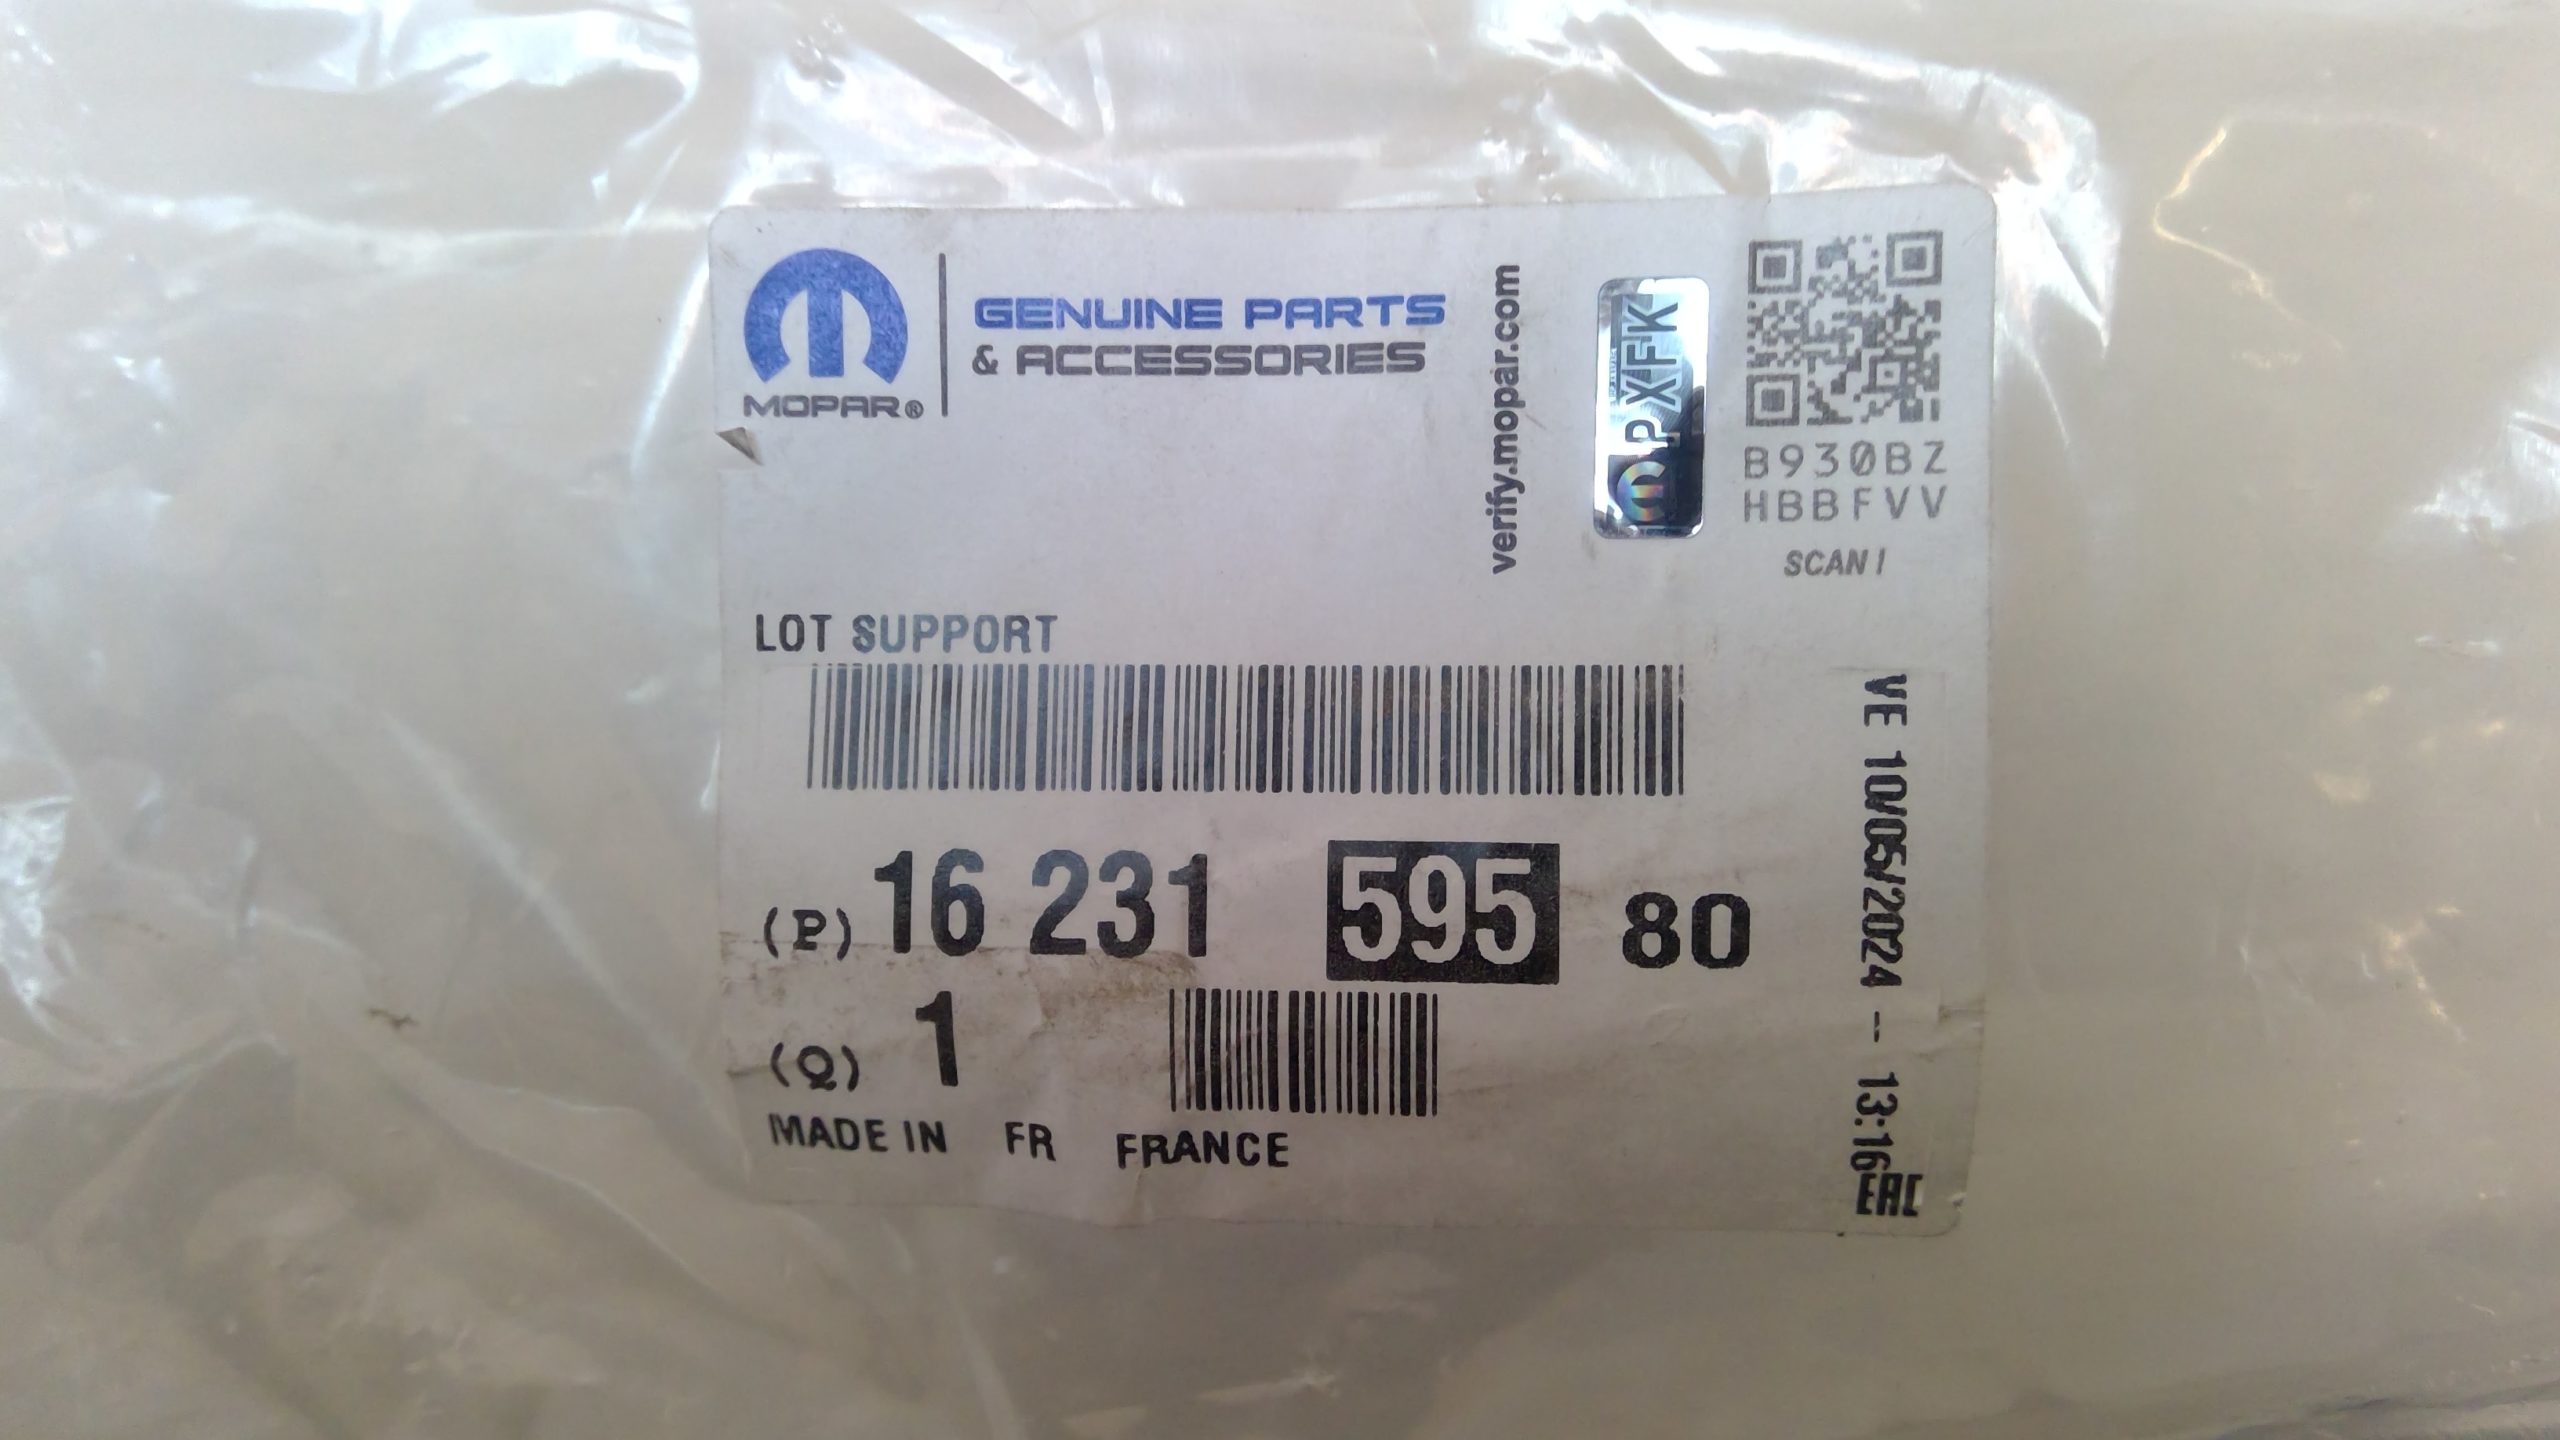 MOPAR®
GENUINE PARTS
& ACCESSORIES
verify.mopar.com
PXFK
B930BZ
HBBFVV
SCAN !
LOT SUPPORT
(P) 16 231 595 80
(Q) 1
MADE IN FR FRANCE
VE 10/05/2024 - 13:16
EAC